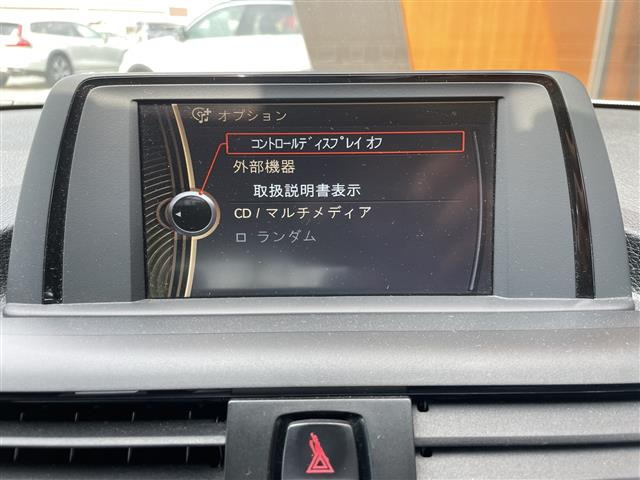 オプション
コントロールディスプレイ オフ
外部機器
取扱説明書表示
CD / マルチメディア
ロ ランダム